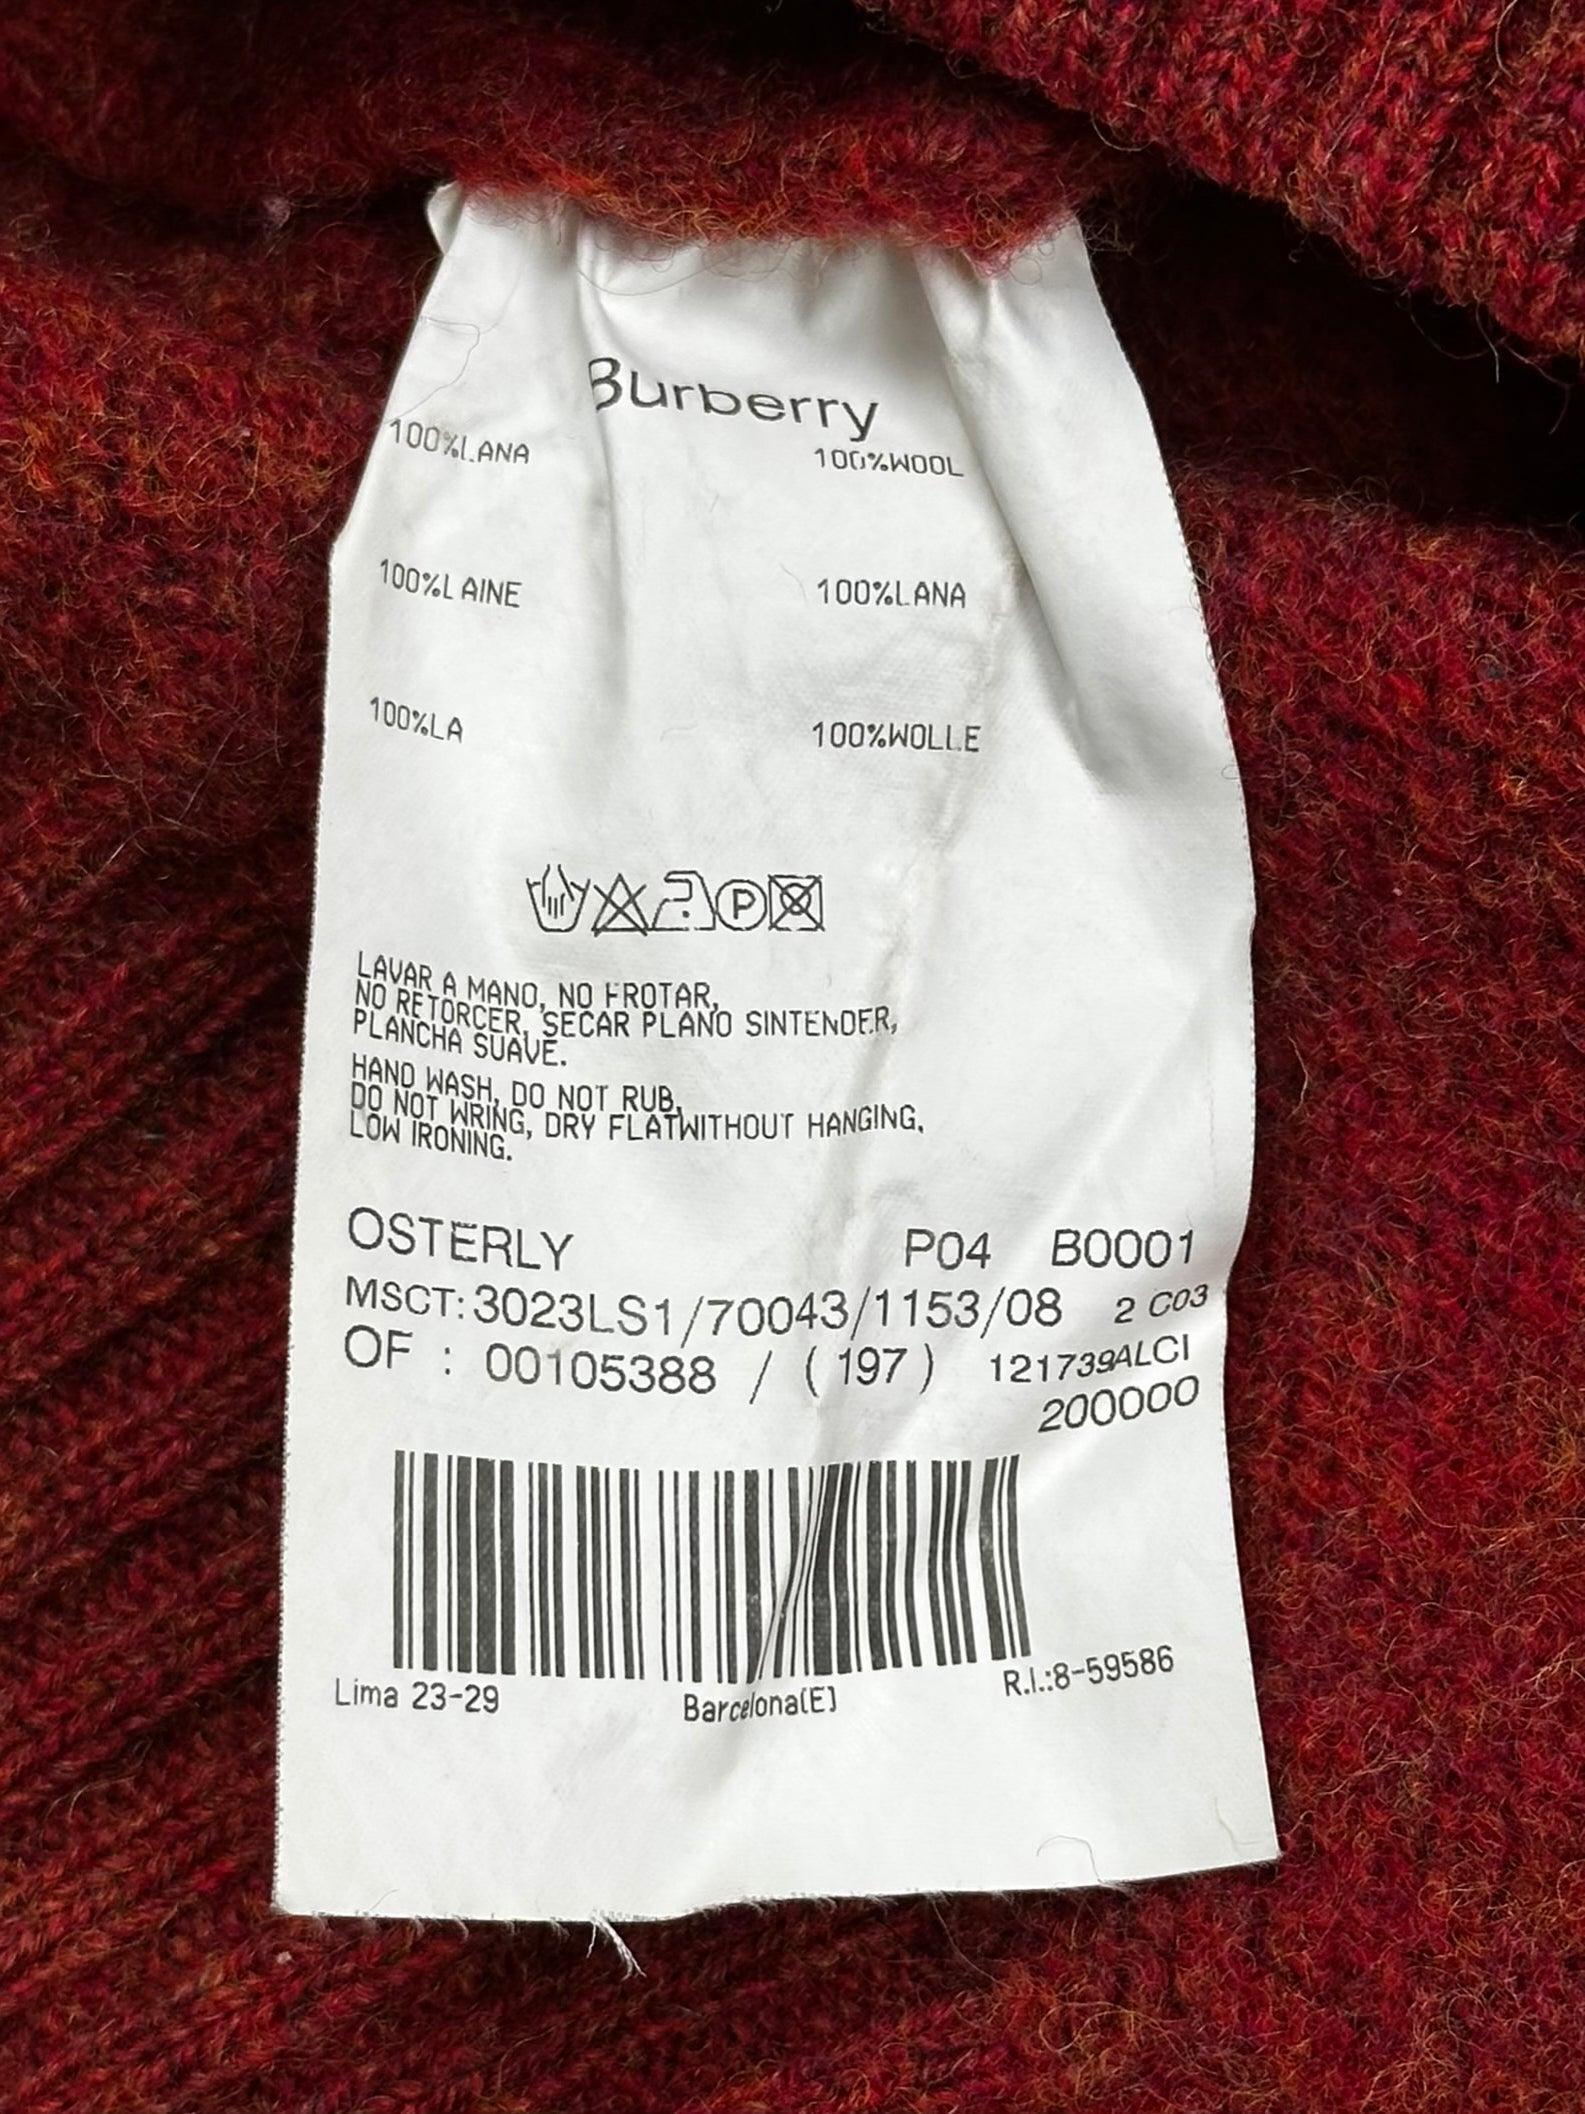 Burberry
100%LANA 100%WOOL
100%LAINE 100%LANA
100%LA 100%WOLLE
P
LAVAR A MANO, NO FROTAR,
NO RETORCER, SECAR PLANO SINTENDER,
PLANCHA SUAVE.
HAND WASH, DO NOT RUB,
DO NOT WRING, DRY FLATWITHOUT HANGING,
LOW IRONING.
OSTERLY P04 B0001
MSCT:3023LS1/70043/1153/08 2 C03
OF : 00105388 / (197) 121739ALCI
200000
Lima 23-29 Barcelona(E) R.I.:8-59586